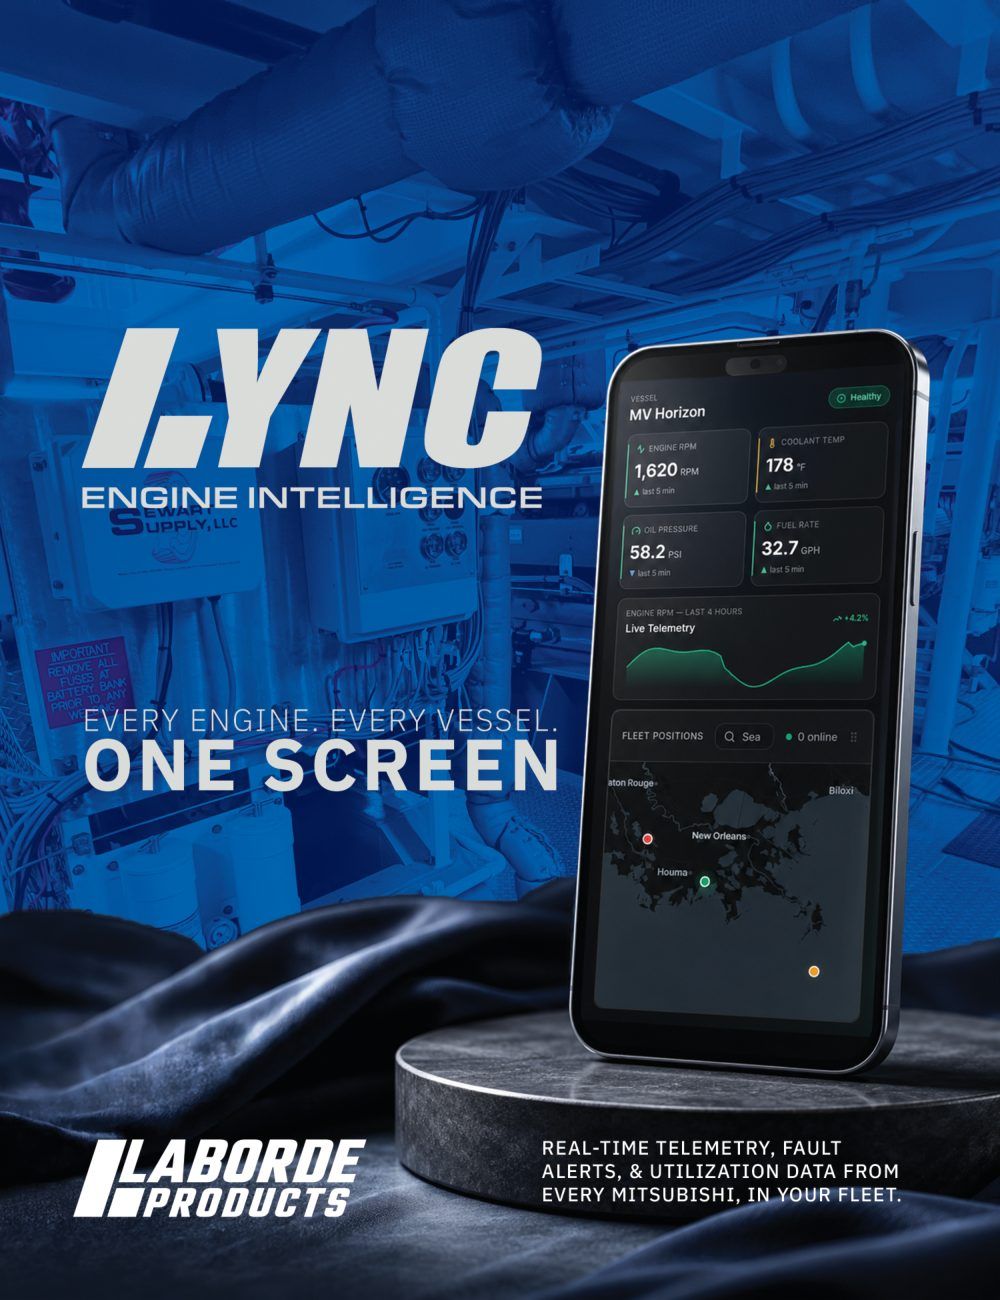 LYNC
ENGINE INTELLIGENCE
SEWART
SUPPLY, LLC
IMPORTANT
REMOVE ALL
FUSES AT
BATTERY BANK
PRIOR TO ANY
EVERY ENGINE. EVERY VESSEL.
ONE SCREEN
VESSEL
MV Horizon
Healthy
ENGINE RPM
1,620 RPM
▲ last 5 min
COOLANT TEMP
178 °F
▲ last 5 min
OIL PRESSURE
58.2 PSI
▼ last 5 min
FUEL RATE
32.7 GPH
▲ last 5 min
ENGINE RPM — LAST 4 HOURS
Live Telemetry
+4.2%
FLEET POSITIONS
Sea
0 online
aton Rouge
Biloxi
New Orleans
Houma
LABORDE
PRODUCTS
REAL-TIME TELEMETRY, FAULT
ALERTS, & UTILIZATION DATA FROM
EVERY MITSUBISHI, IN YOUR FLEET.